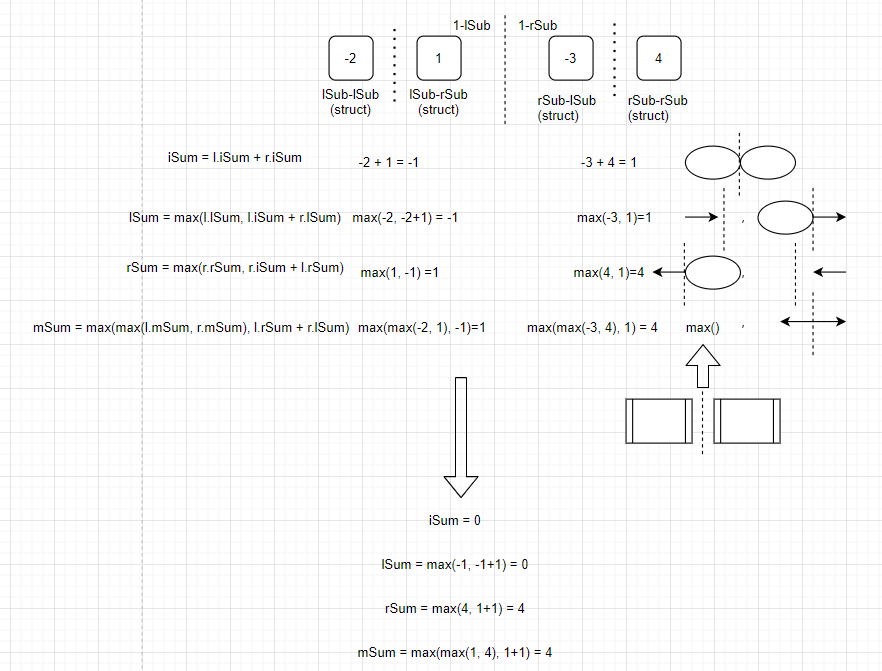 1-lSub 1-rSub
-2 1 -3 4
lSub-lSub lSub-rSub rSub-lSub rSub-rSub
(struct) (struct) (struct) (struct)
iSum = l.iSum + r.iSum -2 + 1 = -1 -3 + 4 = 1
lSum = max(l.lSum, l.iSum + r.lSum) max(-2, -2+1) = -1 max(-3, 1)=1 ,
rSum = max(r.rSum, r.iSum + l.rSum) max(1, -1) =1 max(4, 1)=4 ,
mSum = max(max(l.mSum, r.mSum), l.rSum + r.lSum) max(max(-2, 1), -1)=1 max(max(-3, 4), 1) = 4 max() ,
iSum = 0
lSum = max(-1, -1+1) = 0
rSum = max(4, 1+1) = 4
mSum = max(max(1, 4), 1+1) = 4